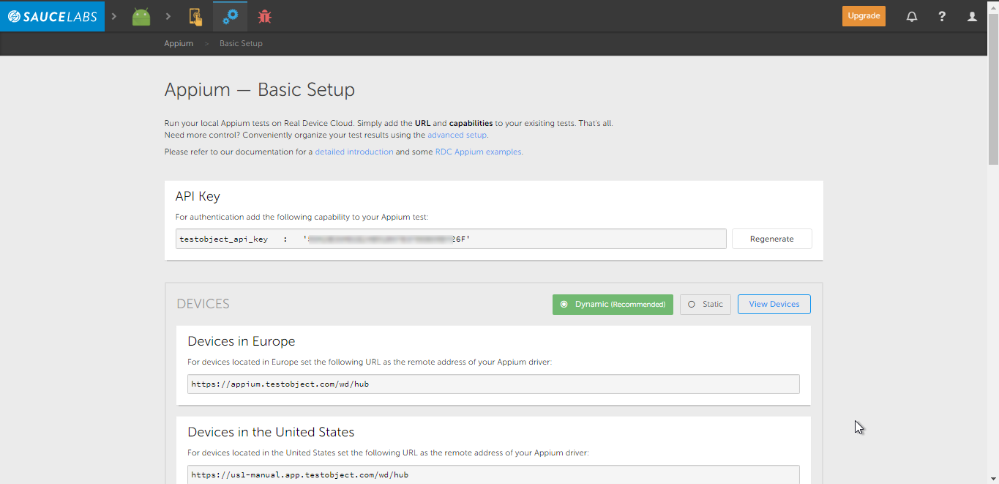 SAUCELABS
Upgrade
?
Appium > Basic Setup
Appium — Basic Setup
Run your local Appium tests on Real Device Cloud. Simply add the URL and capabilities to your exisiting tests. That's all.
Need more control? Conveniently organize your test results using the advanced setup.
Please refer to our documentation for a detailed introduction and some RDC Appium examples.
API Key
For authentication add the following capability to your Appium test:
testobject_api_key : ' 26F'
Regenerate
DEVICES
Dynamic (Recommended)
Static
View Devices
Devices in Europe
For devices located in Europe set the following URL as the remote address of your Appium driver:
https://appium.testobject.com/wd/hub
Devices in the United States
For devices located in the United States set the following URL as the remote address of your Appium driver:
https://us1-manual.app.testobject.com/wd/hub